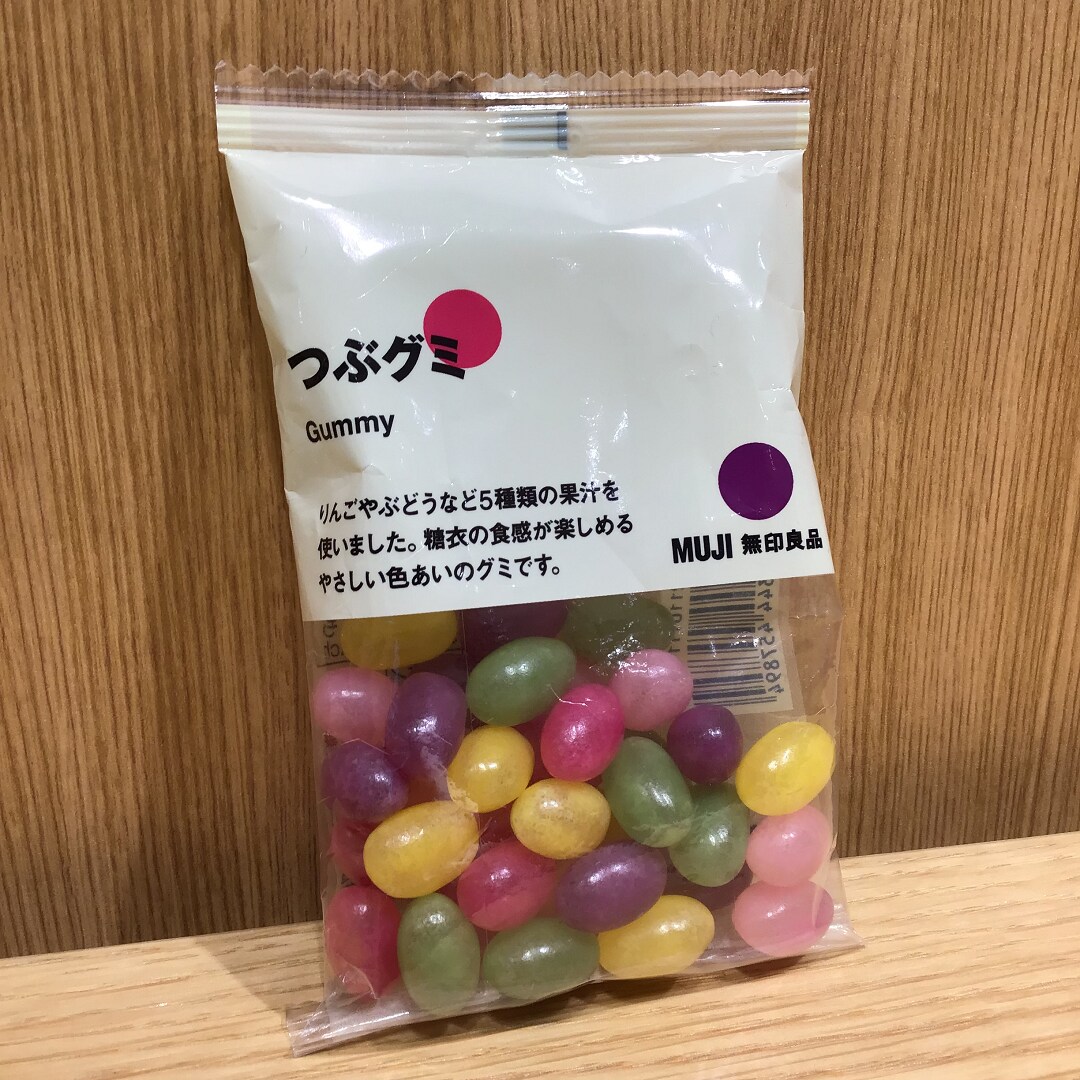 つぶグミ
Gummy
りんごやぶどうなど5種類の果汁を
使いました。糖衣の食感が楽しめる
やさしい色あいのグミです。
MUJI 無印良品